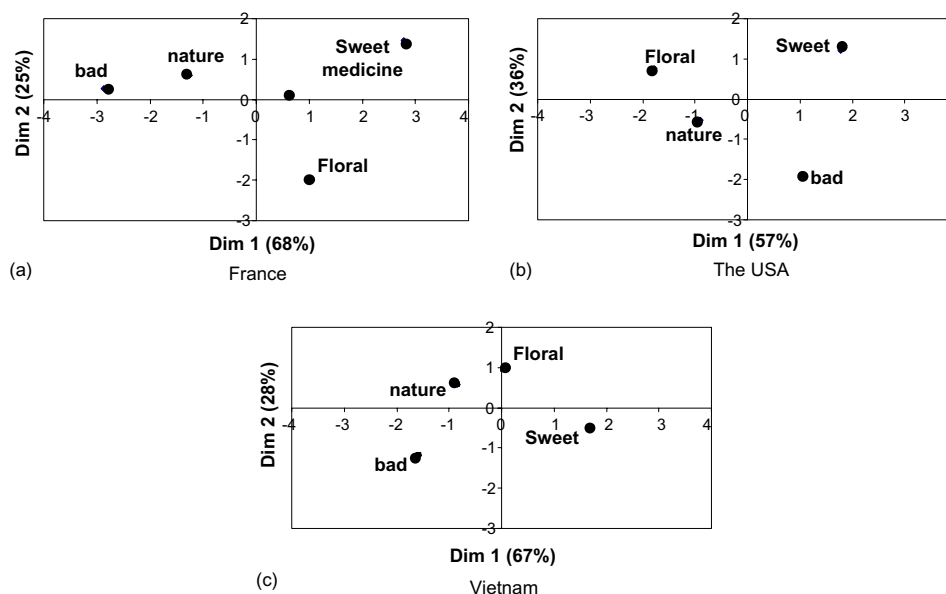 2
1
0
-1
-2
-3
-4 -3 -2 -1 0 1 2 3 4
Dim 2 (25%)
bad
nature
Sweet
medicine
Floral
Dim 1 (68%)
(a)
France
2
1
0
-1
-2
-3
-4 -3 -2 -1 0 1 2 3
Dim 2 (36%)
Floral
Sweet
nature
bad
Dim 1 (57%)
(b)
The USA
2
1
0
-1
-2
-3
-4 -3 -2 -1 0 1 2 3 4
Dim 2 (28%)
Floral
nature
Sweet
bad
Dim 1 (67%)
(c)
Vietnam